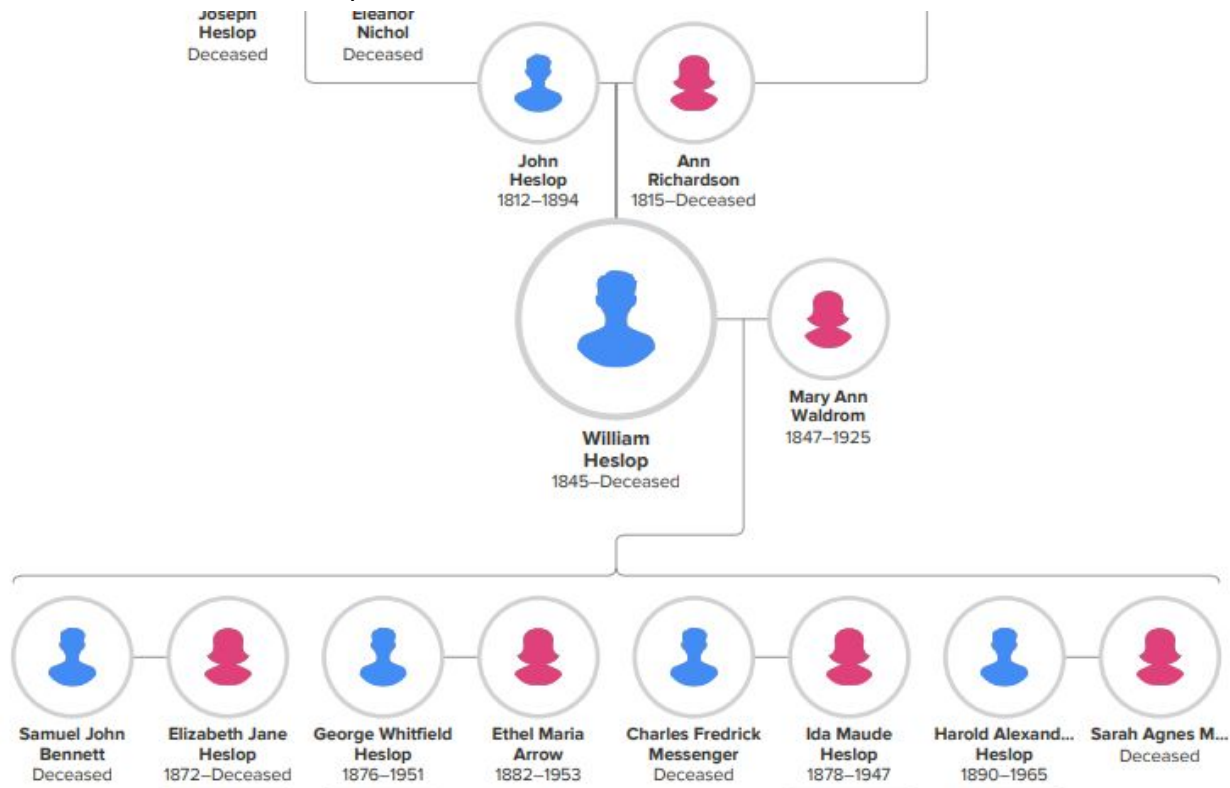 Joseph
Heslop
Deceased
Eleanor
Nichol
Deceased
John
Heslop
1812–1894
Ann
Richardson
1815–Deceased
William
Heslop
1845–Deceased
Mary Ann
Waldrom
1847–1925
Samuel John
Bennett
Deceased
Elizabeth Jane
Heslop
1872–Deceased
George Whitfield
Heslop
1876–1951
Ethel Maria
Arrow
1882–1953
Charles Fredrick
Messenger
Deceased
Ida Maude
Heslop
1878–1947
Harold Alexand...
Heslop
1890–1965
Sarah Agnes M...
Deceased